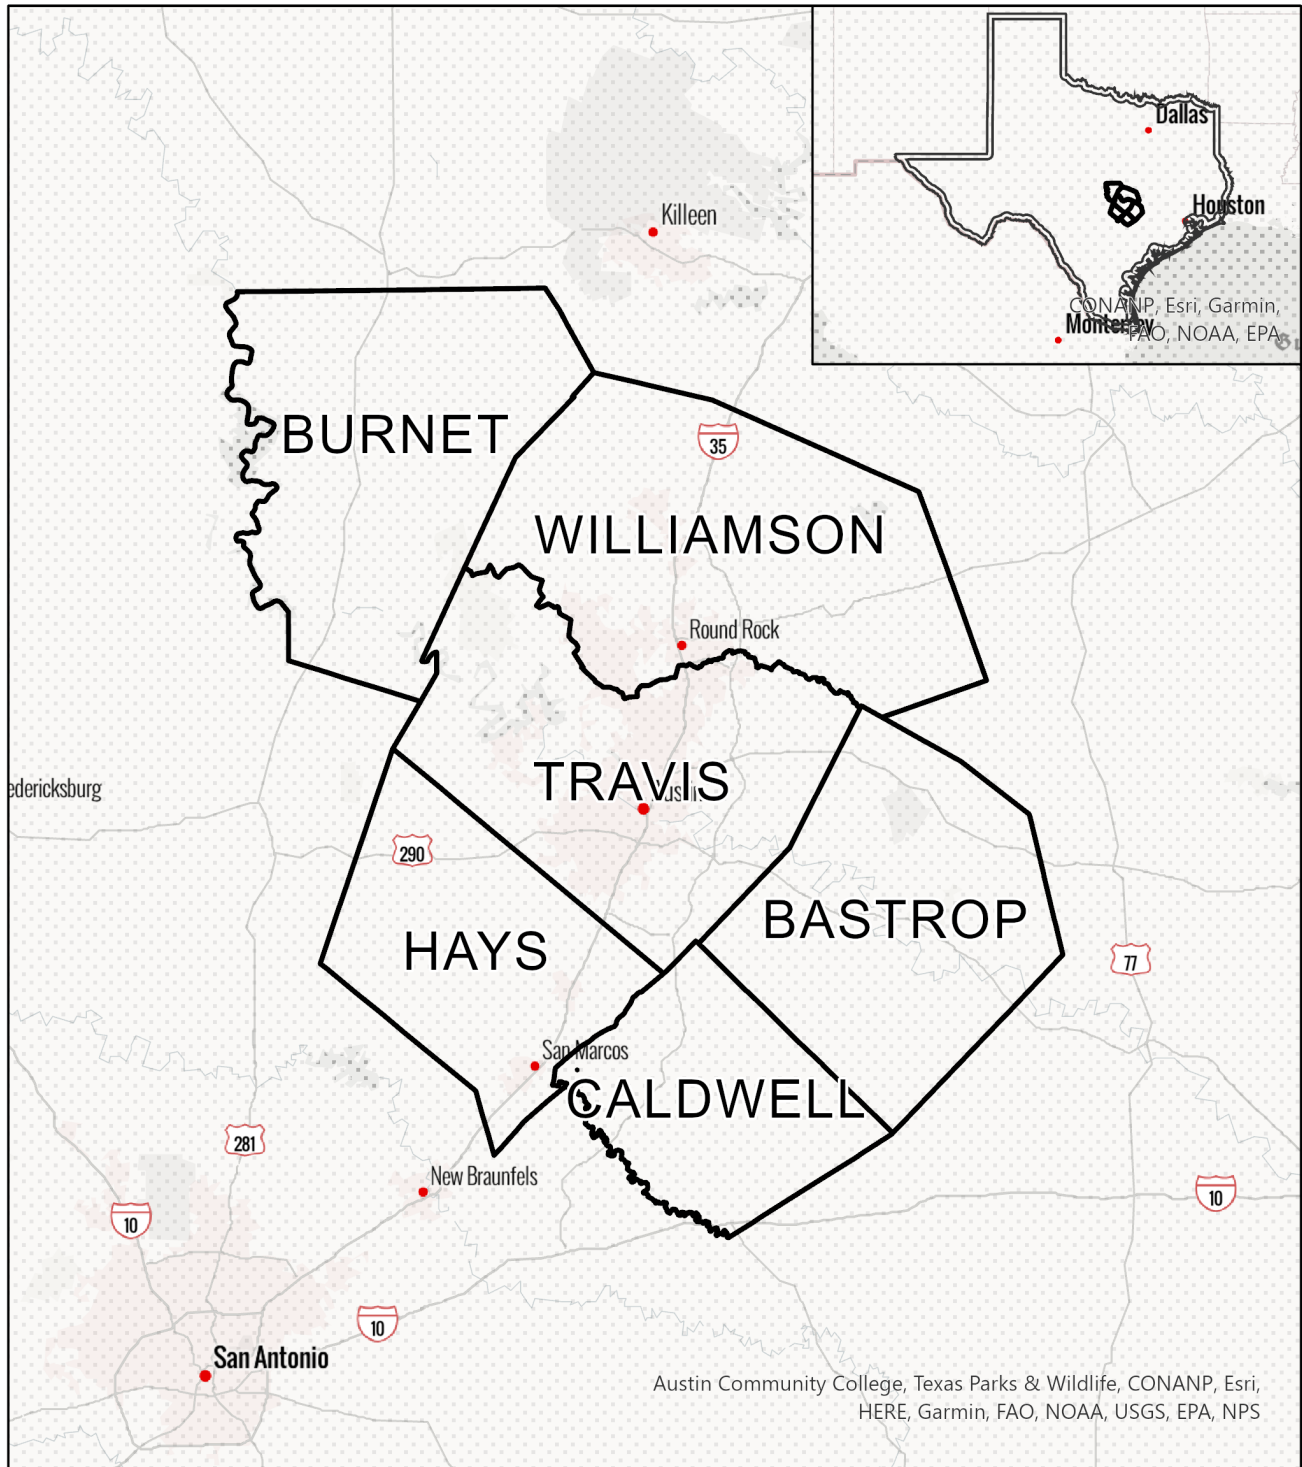 Dallas
Houston
Monterrey
CONANP, Esri, Garmin,
FAO, NOAA, EPA
Killeen
BURNET
35
WILLIAMSON
Round Rock
edericksburg
TRAVIS
290
BASTROP
HAYS
77
San Marcos
CALDWELL
281
New Braunfels
10
10
10
San Antonio
Austin Community College, Texas Parks & Wildlife, CONANP, Esri,
HERE, Garmin, FAO, NOAA, USGS, EPA, NPS